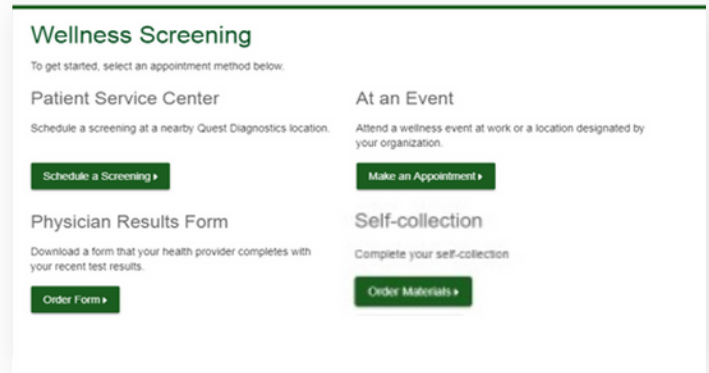 Wellness Screening
To get started, select an appointment method below.
Patient Service Center
Schedule a screening at a nearby Quest Diagnostics location.
Schedule a Screening ▸
At an Event
Attend a wellness event at work or a location designated by
your organization.
Make an Appointment ▸
Physician Results Form
Download a form that your health provider completes with
your recent test results.
Order Form ▸
Self-collection
Complete your self-collection
Order Materials ▸